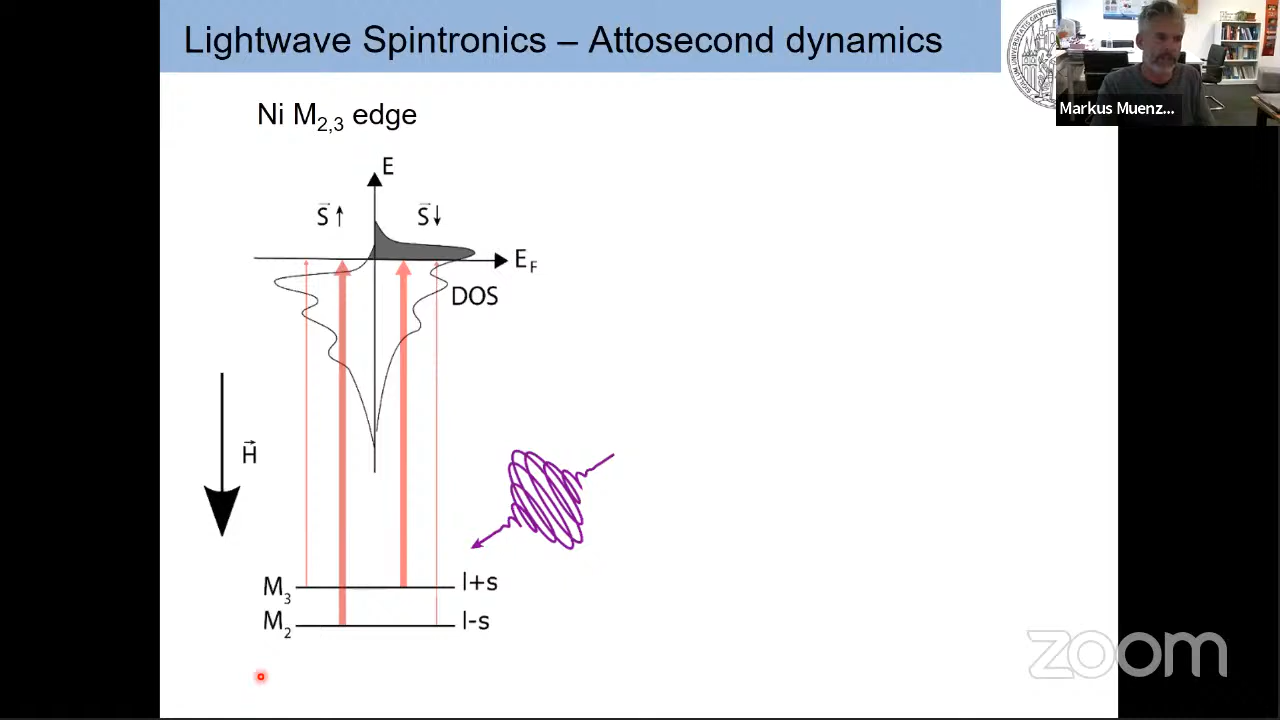 Lightwave Spintronics – Attosecond dynamics
Markus Muenz...
Ni M2,3 edge
E
S↑ S↓
EF
DOS
H
M3 l+s
M2 l-s
zoom